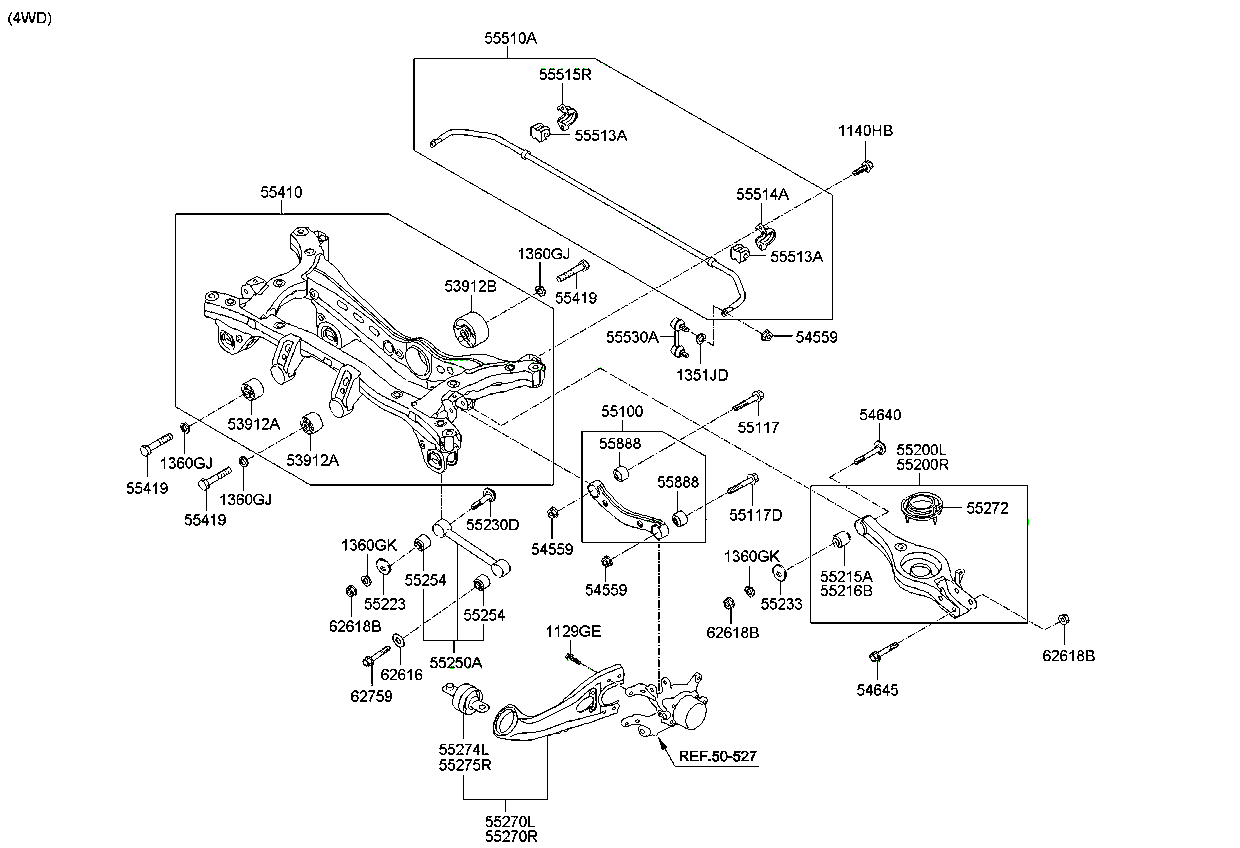 (4WD)
55510A
55515R
55513A
1140HB
55410
55514A
1360GJ
55513A
53912B
55419
55530A
54559
1351JD
55100
55117
54640
53912A
55888
55200L
55200R
1360GJ
53912A
55888
55419
1360GJ
55272
55419
55230D
55117D
1360GK
54559
1360GK
55254
54559
55215A
55216B
55223
55254
55233
62618B
1129GE
62618B
55250A
62616
62618B
62759
54645
55274L
55275R
REF.50-527
55270L
55270R